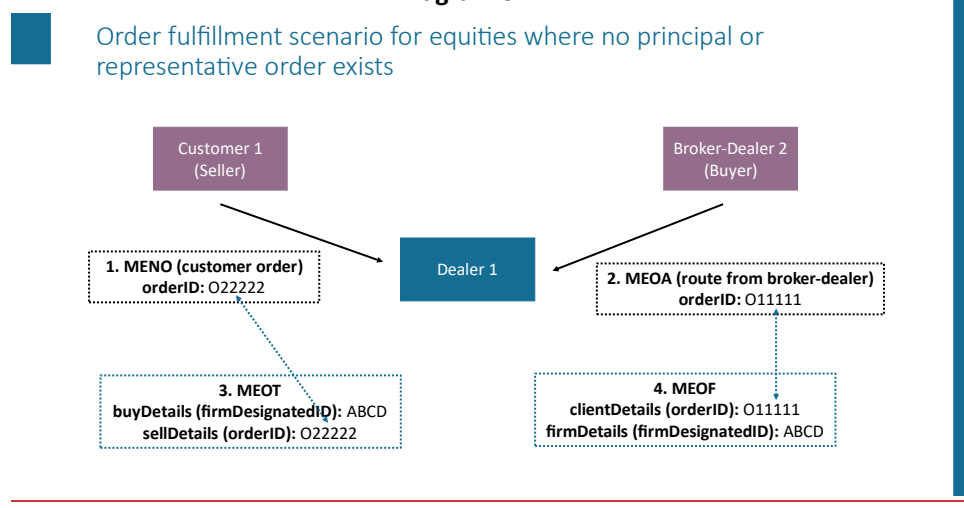 Order fulfillment scenario for equities where no principal or
representative order exists
Customer 1
(Seller)
Broker-Dealer 2
(Buyer)
Dealer 1
1. MENO (customer order)
orderID: O22222
2. MEOA (route from broker-dealer)
orderID: O11111
3. MEOT
buyDetails (firmDesignatedID): ABCD
sellDetails (orderID): O22222
4. MEOF
clientDetails (orderID): O11111
firmDetails (firmDesignatedID): ABCD